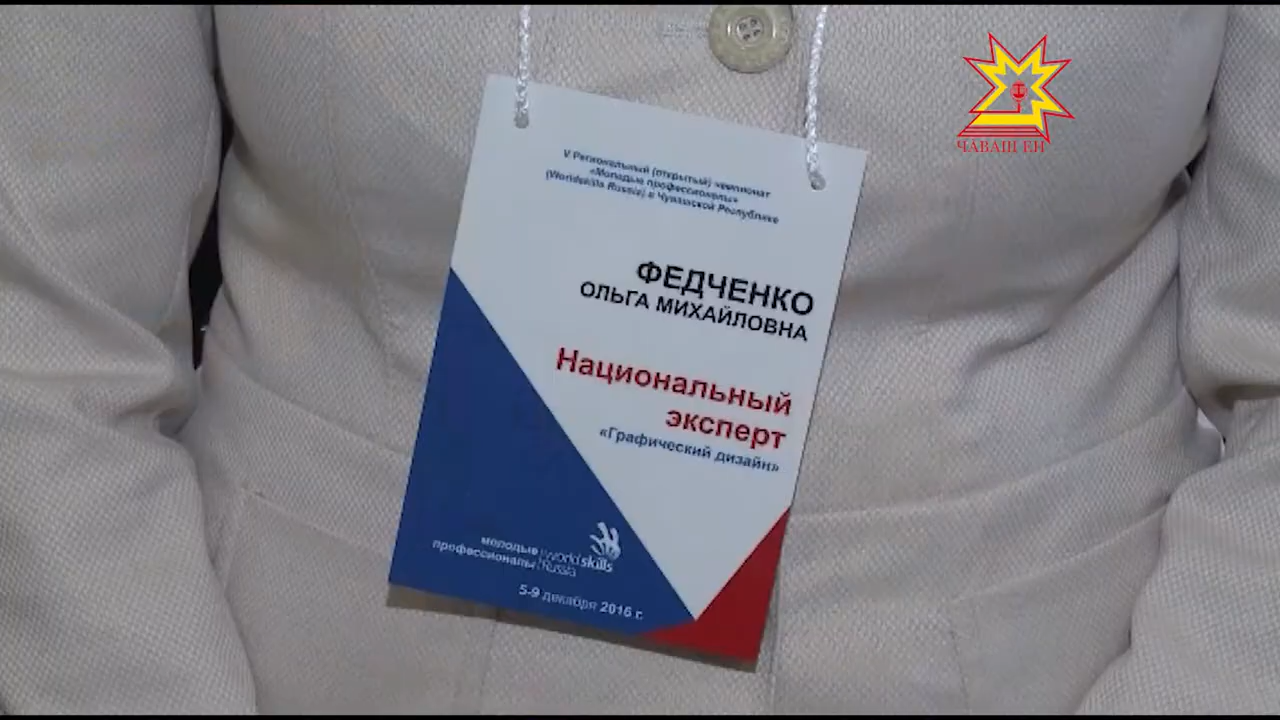 ЧӐВАШ ЕН
V Региональный (открытый) чемпионат
«Молодые профессионалы»
(Worldskills Russia) в Чувашской Республике
ФЕДЧЕНКО
ОЛЬГА МИХАЙЛОВНА
Национальный
эксперт
«Графический дизайн»
молодые
профессионалы
worldskills
Russia
5-9 декабря 2016 г.